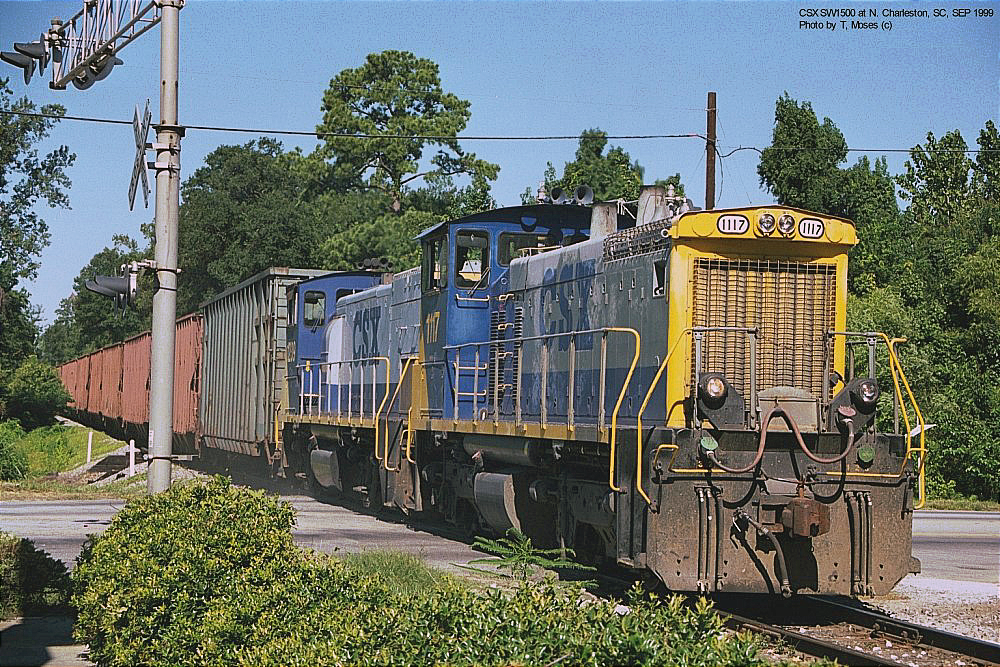 CSX SW1500 at N. Charleston, SC, SEP 1999
Photo by T, Moses (c)
1117
1117
CSX
1117
CSX